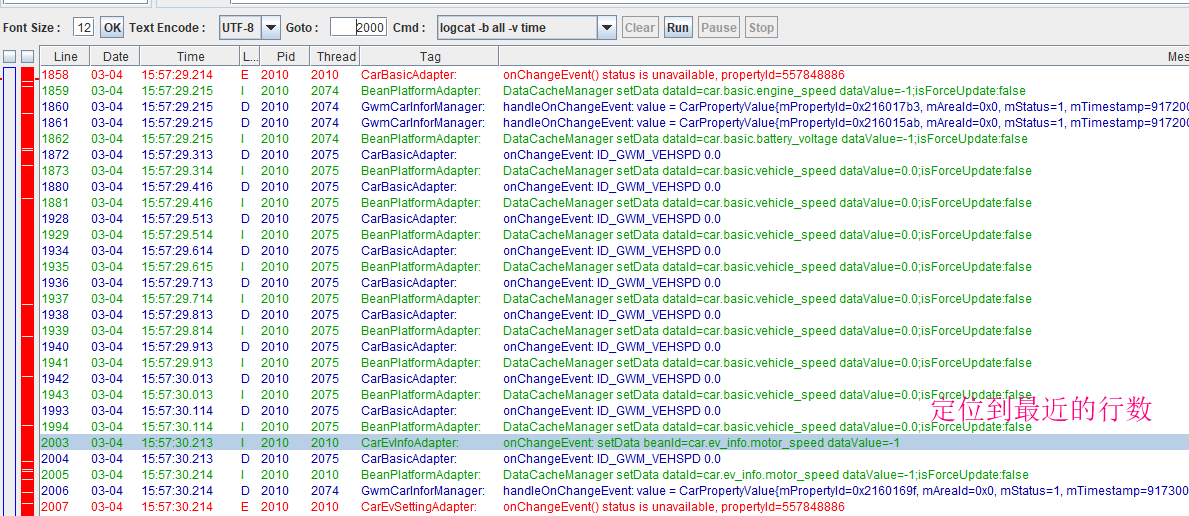 Font Size : 12 OK Text Encode : UTF-8 Goto : 2000 Cmd : logcat -b all -v time Clear Run Pause Stop
Line Date Time L... Pid Thread Tag Mes
1858 03-04 15:57:29.214 E 2010 2010 CarBasicAdapter: onChangeEvent() status is unavailable, propertyId=557848886
1859 03-04 15:57:29.215 I 2010 2074 BeanPlatformAdapter: DataCacheManager setData dataId=car.basic.engine_speed dataValue=-1;isForceUpdate:false
1860 03-04 15:57:29.215 D 2010 2074 GwmCarInforManager: handleOnChangeEvent: value = CarPropertyValue{mPropertyId=0x216017b3, mAreaId=0x0, mStatus=1, mTimestamp=917200
1861 03-04 15:57:29.215 D 2010 2074 GwmCarInforManager: handleOnChangeEvent: value = CarPropertyValue{mPropertyId=0x216015ab, mAreaId=0x0, mStatus=1, mTimestamp=917200
1862 03-04 15:57:29.215 I 2010 2074 BeanPlatformAdapter: DataCacheManager setData dataId=car.basic.battery_voltage dataValue=-1;isForceUpdate:false
1872 03-04 15:57:29.313 D 2010 2075 CarBasicAdapter: onChangeEvent: ID_GWM_VEHSPD 0.0
1873 03-04 15:57:29.314 I 2010 2075 BeanPlatformAdapter: DataCacheManager setData dataId=car.basic.vehicle_speed dataValue=0.0;isForceUpdate:false
1880 03-04 15:57:29.416 D 2010 2075 CarBasicAdapter: onChangeEvent: ID_GWM_VEHSPD 0.0
1881 03-04 15:57:29.416 I 2010 2075 BeanPlatformAdapter: DataCacheManager setData dataId=car.basic.vehicle_speed dataValue=0.0;isForceUpdate:false
1928 03-04 15:57:29.513 D 2010 2075 CarBasicAdapter: onChangeEvent: ID_GWM_VEHSPD 0.0
1929 03-04 15:57:29.514 I 2010 2075 BeanPlatformAdapter: DataCacheManager setData dataId=car.basic.vehicle_speed dataValue=0.0;isForceUpdate:false
1934 03-04 15:57:29.614 D 2010 2075 CarBasicAdapter: onChangeEvent: ID_GWM_VEHSPD 0.0
1935 03-04 15:57:29.615 I 2010 2075 BeanPlatformAdapter: DataCacheManager setData dataId=car.basic.vehicle_speed dataValue=0.0;isForceUpdate:false
1936 03-04 15:57:29.713 D 2010 2075 CarBasicAdapter: onChangeEvent: ID_GWM_VEHSPD 0.0
1937 03-04 15:57:29.714 I 2010 2075 BeanPlatformAdapter: DataCacheManager setData dataId=car.basic.vehicle_speed dataValue=0.0;isForceUpdate:false
1938 03-04 15:57:29.813 D 2010 2075 CarBasicAdapter: onChangeEvent: ID_GWM_VEHSPD 0.0
1939 03-04 15:57:29.814 I 2010 2075 BeanPlatformAdapter: DataCacheManager setData dataId=car.basic.vehicle_speed dataValue=0.0;isForceUpdate:false
1940 03-04 15:57:29.913 D 2010 2075 CarBasicAdapter: onChangeEvent: ID_GWM_VEHSPD 0.0
1941 03-04 15:57:29.913 I 2010 2075 BeanPlatformAdapter: DataCacheManager setData dataId=car.basic.vehicle_speed dataValue=0.0;isForceUpdate:false
1942 03-04 15:57:30.013 D 2010 2075 CarBasicAdapter: onChangeEvent: ID_GWM_VEHSPD 0.0
1943 03-04 15:57:30.013 I 2010 2075 BeanPlatformAdapter: DataCacheManager setData dataId=car.basic.vehicle_speed dataValue=0.0;isForceUpdate:false
1993 03-04 15:57:30.114 D 2010 2075 CarBasicAdapter: onChangeEvent: ID_GWM_VEHSPD 0.0
定位到最近的行数
1994 03-04 15:57:30.114 I 2010 2075 BeanPlatformAdapter: DataCacheManager setData dataId=car.basic.vehicle_speed dataValue=0.0;isForceUpdate:false
2003 03-04 15:57:30.213 I 2010 2010 CarEvInfoAdapter: onChangeEvent: setData beanId=car.ev_info.motor_speed dataValue=-1
2004 03-04 15:57:30.213 D 2010 2075 CarBasicAdapter: onChangeEvent: ID_GWM_VEHSPD 0.0
2005 03-04 15:57:30.214 I 2010 2010 BeanPlatformAdapter: DataCacheManager setData dataId=car.ev_info.motor_speed dataValue=-1;isForceUpdate:false
2006 03-04 15:57:30.214 D 2010 2074 GwmCarInforManager: handleOnChangeEvent: value = CarPropertyValue{mPropertyId=0x2160169f, mAreaId=0x0, mStatus=1, mTimestamp=917300
2007 03-04 15:57:30.214 E 2010 2010 CarEvSettingAdapter: onChangeEvent() status is unavailable, propertyId=557848886